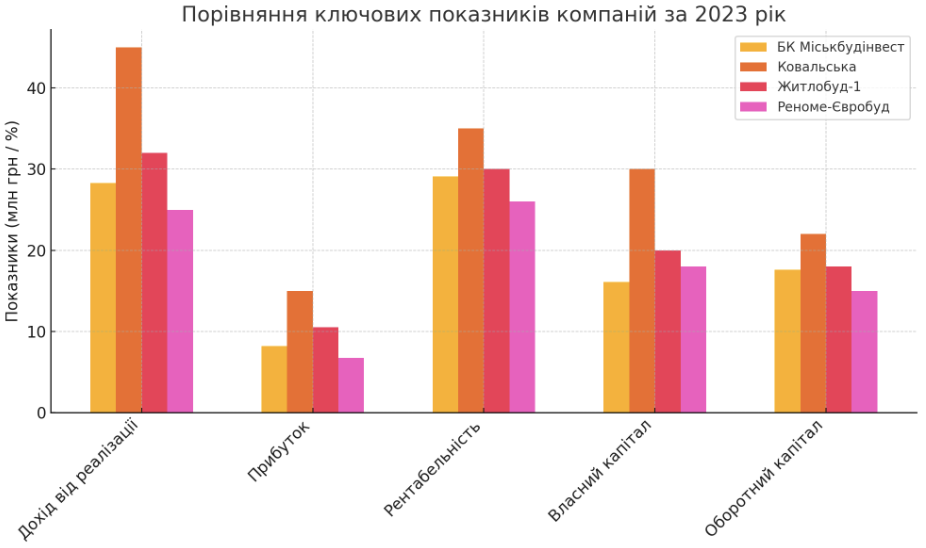 Порівняння ключових показників компаній за 2023 рік
БК Міськбудінвест
Ковальська
Житлобуд-1
Реноме-Євробуд
Показники (млн грн / %)
40
30
20
10
0
Дохід від реалізації
Прибуток
Рентабельність
Власний капітал
Оборотний капітал